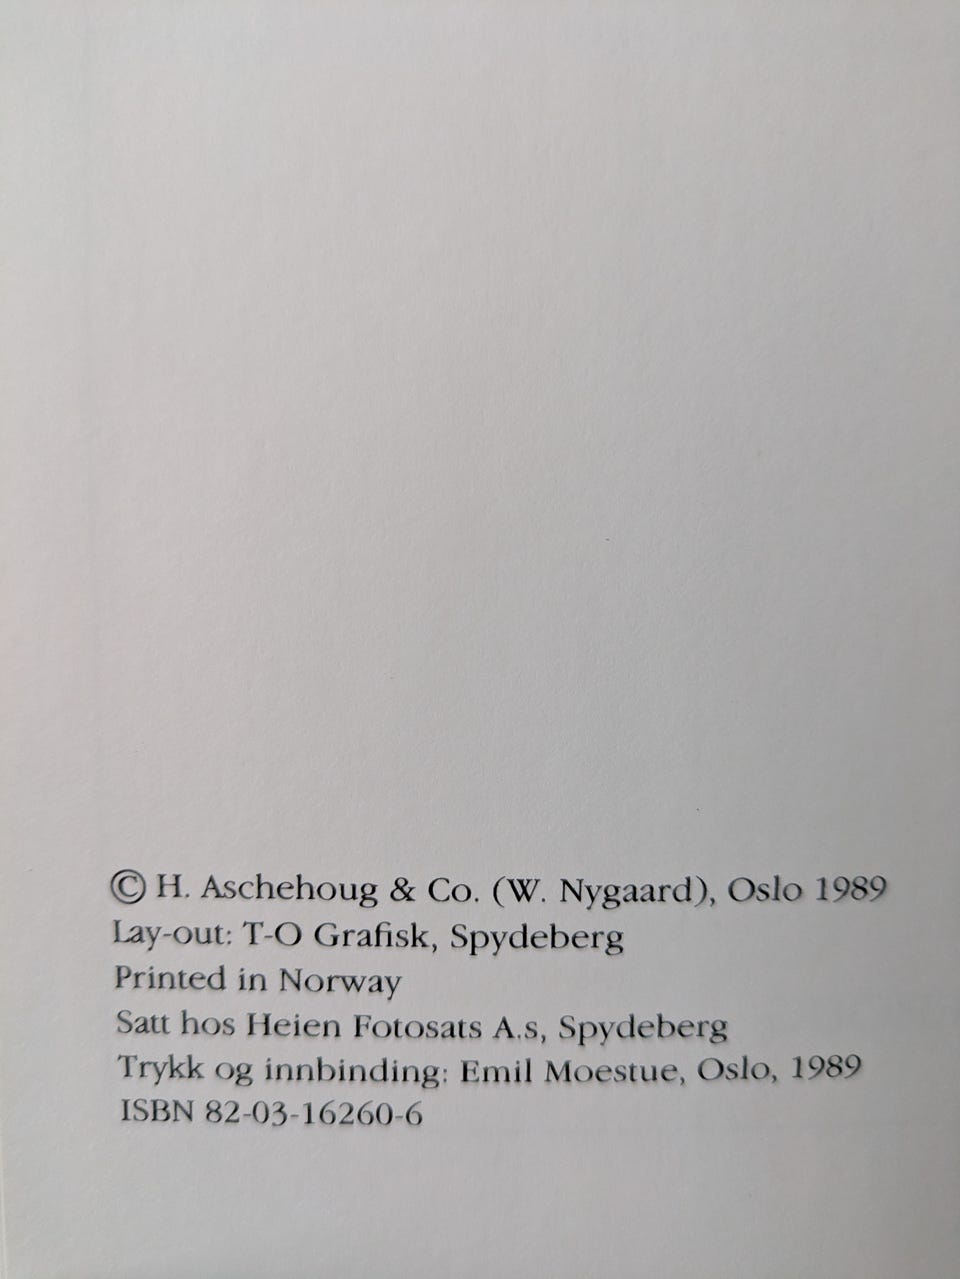 © H. Aschehoug & Co. (W. Nygaard), Oslo 1989
Lay-out: T-O Grafisk, Spydeberg
Printed in Norway
Satt hos Heien Fotosats A.s, Spydeberg
Trykk og innbinding: Emil Moestue, Oslo, 1989
ISBN 82-03-16260-6